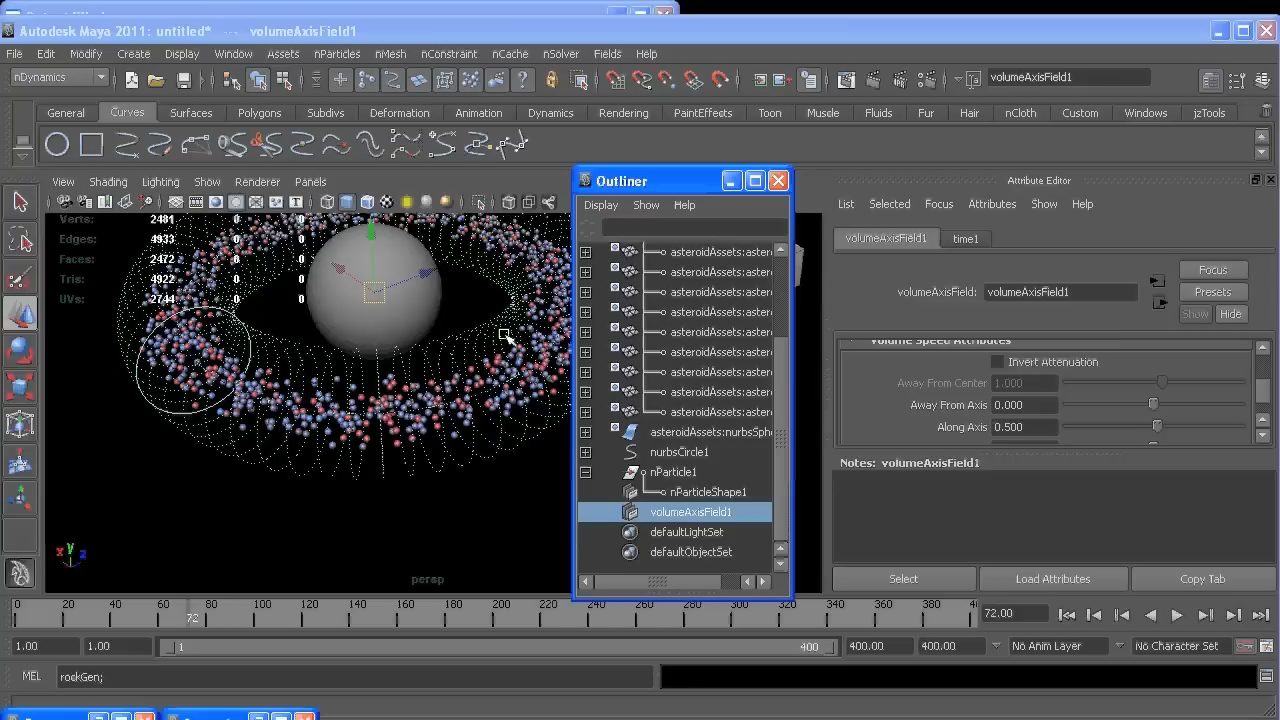 Autodesk Maya 2011: untitled* --- volumeAxisField1
File Edit Modify Create Display Window Assets nParticles nMesh nConstraint nCache nSolver Fields Help
nDynamics
volumeAxisField1
General Curves Surfaces Polygons Subdivs Deformation Animation Dynamics Rendering PaintEffects Toon Muscle Fluids Fur Hair nCloth Custom Windows jzTools
View Shading Lighting Show Renderer Panels
Verts: 2481 0 0
Edges: 4933 0 0
Faces: 2472 0 0
Tris: 4922 0 0
UVs: 2744 0 0
persp
Outliner
Display Show Help
asteroidAssets:aster
asteroidAssets:aster
asteroidAssets:aster
asteroidAssets:aster
asteroidAssets:aster
asteroidAssets:aster
asteroidAssets:aster
asteroidAssets:aster
asteroidAssets:aster
asteroidAssets:nurbsSph
nurbsCircle1
nParticle1
nParticleShape1
volumeAxisField1
defaultLightSet
defaultObjectSet
Attribute Editor
List Selected Focus Attributes Show Help
volumeAxisField1 time1
Focus
volumeAxisField: volumeAxisField1
Presets
Show Hide
Volume Speed Attributes
Invert Attenuation
Away From Center 1.000
Away From Axis 0.000
Along Axis 0.500
Notes: volumeAxisField1
Select Load Attributes Copy Tab
0 20 40 60 80 100 120 140 160 180 200 220 240 260 280 300 320 340 360 380 40
72
72.00
1.00 1.00 1 400 400.00 400.00 No Anim Layer No Character Set
MEL rockGen;